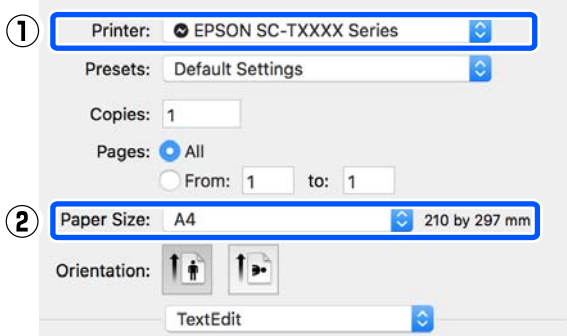 ① Printer: EPSON SC-TXXXX Series
Presets: Default Settings
Copies: 1
Pages: All
From: 1 to: 1
② Paper Size: A4 210 by 297 mm
Orientation:
TextEdit